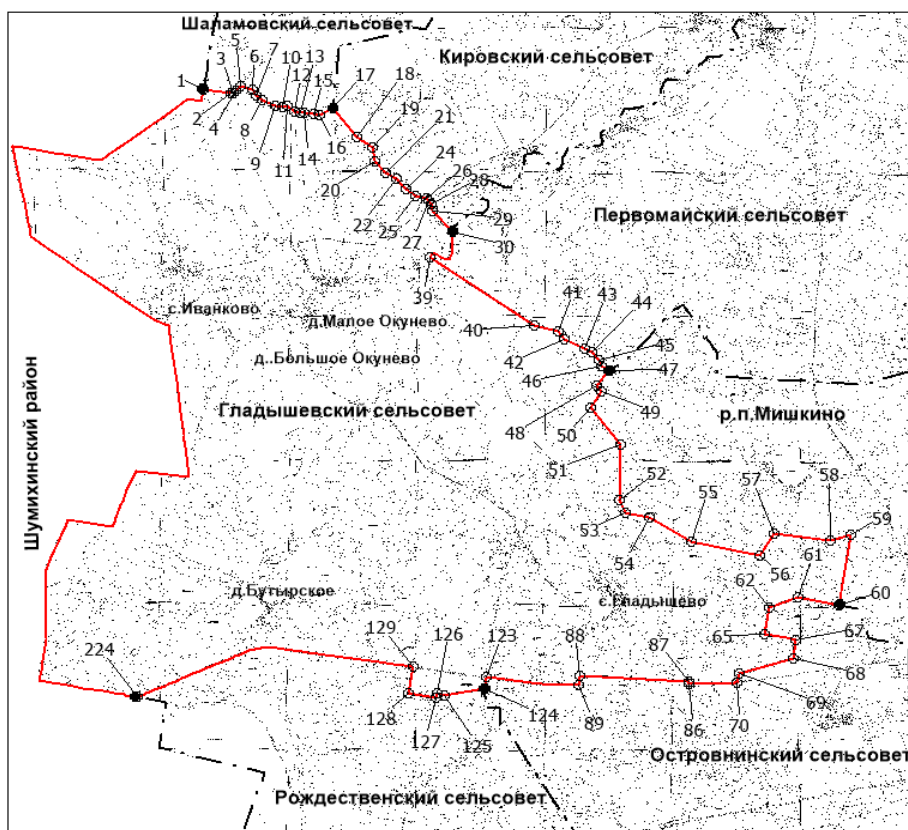 Шаламовский сельсовет
Кировский сельсовет
5 7
3 6 10 13
1 12 15 17 18
2
4
8 19
9 11 14 16 21
20 24
26
28
22 25 27 29
30
Первомайский сельсовет
39
с.Иванково
д.Малое Окунево
41 43 44
40
42 45
д.Большое Окунево
46 47
Гладышевский сельсовет
48 49
50
р.п.Мишкино
Шумихинский район
51
52
57 58 59
53 55
54
56
61
д.Бутырское
с.Гладышево
62 60
65 67
129 126 123 88 87
224
68
69
128 124 89 86 70
127 125
Островнинский сельсовет
Рождественский сельсовет